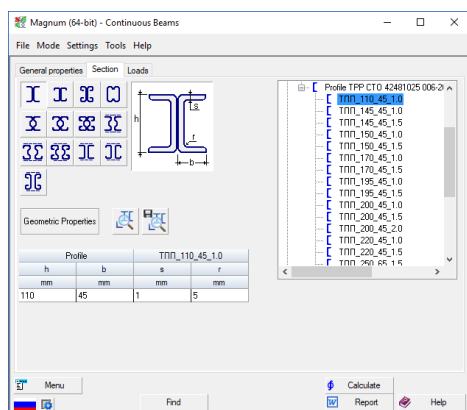 Magnum (64-bit) - Continuous Beams
File Mode Settings Tools Help
General properties Section Loads
h
s
r
b
Geometric Properties
Profile ТПП_110_45_1.0
h b s r
mm mm mm mm
110 45 1 5
Profile ТРР СТО 42481025 006-20
ТПП_110_45_1.0
ТПП_145_45_1.0
ТПП_145_45_1.5
ТПП_150_45_1.0
ТПП_150_45_1.5
ТПП_170_45_1.0
ТПП_170_45_1.5
ТПП_195_45_1.0
ТПП_195_45_1.5
ТПП_200_45_1.0
ТПП_200_45_1.5
ТПП_200_45_2.0
ТПП_220_45_1.0
ТПП_220_45_1.5
ТПП_250_65_1.5
Menu
Calculate
Find
Report
Help